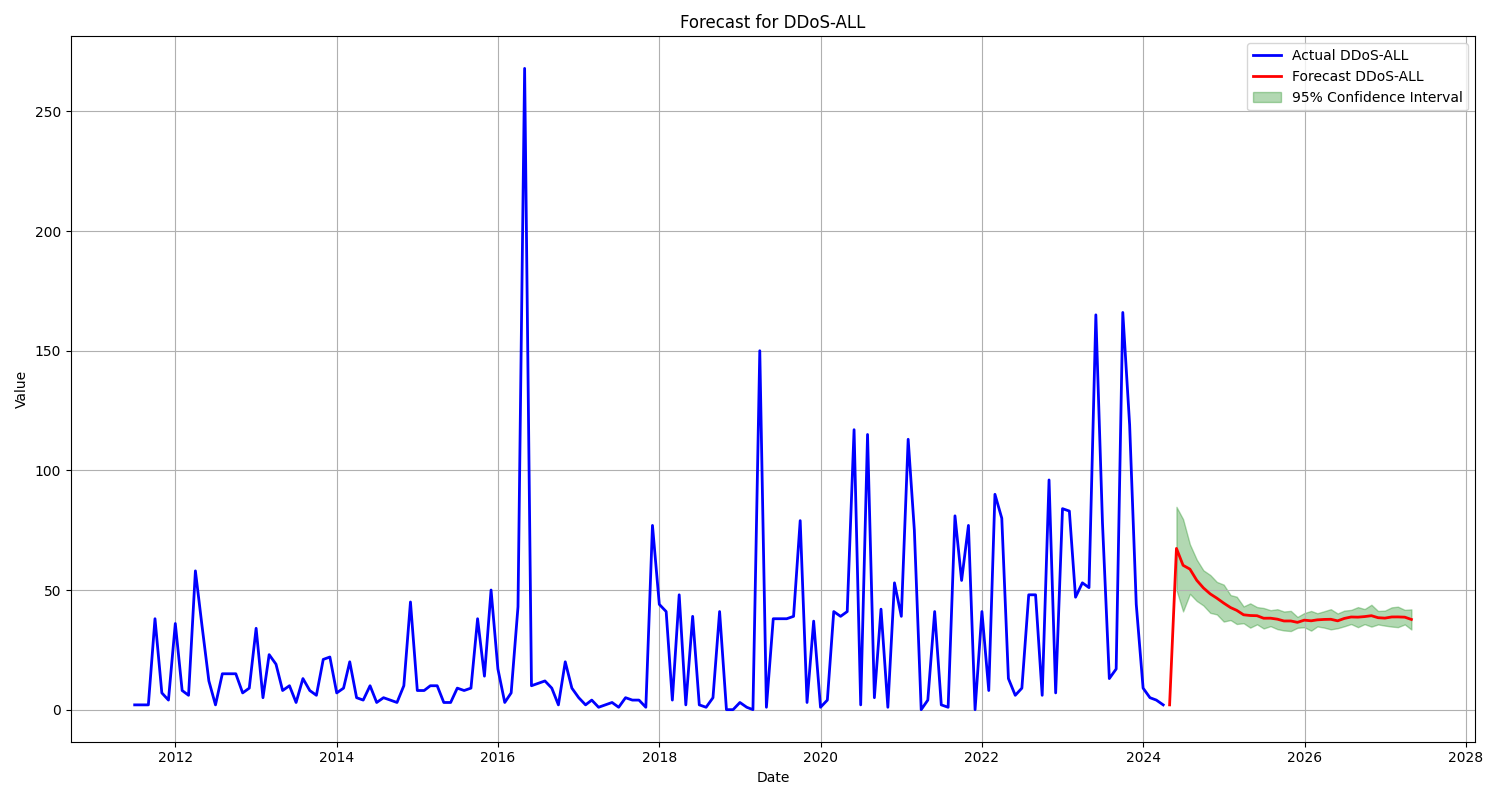 Forecast for DDoS-ALL
Actual DDoS-ALL
Forecast DDoS-ALL
95% Confidence Interval
250
200
150
100
50
0
Value
2012 2014 2016 2018 2020 2022 2024 2026 2028
Date